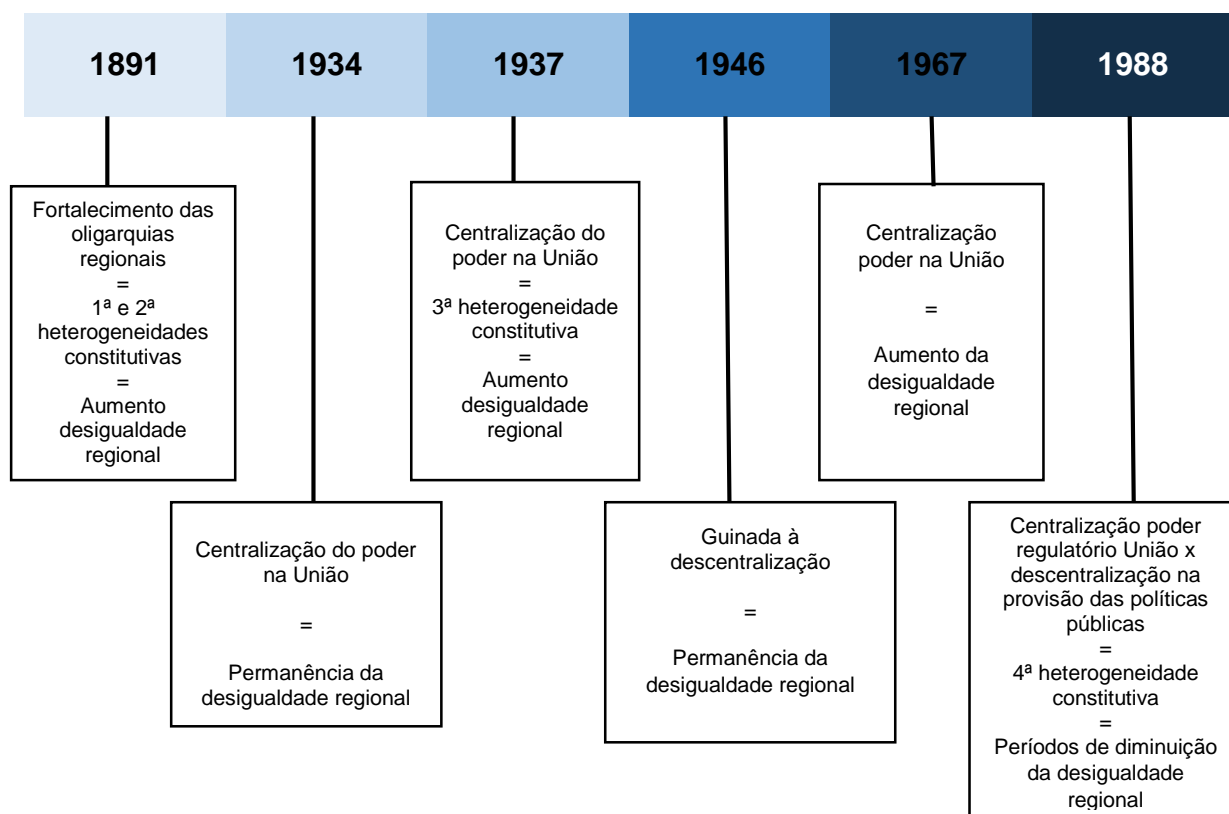 1891
1934
1937
1946
1967
1988
Fortalecimento das
oligarquias
regionais
=
1ª e 2ª
heterogeneidades
constitutivas
=
Aumento
desigualdade
regional
Centralização do poder
na União
=
Permanência da
desigualdade regional
Centralização do
poder na União
=
3ª heterogeneidade
constitutiva
=
Aumento
desigualdade
regional
Guinada à
descentralização
=
Permanência da
desigualdade regional
Centralização
poder na União
=
Aumento da
desigualdade
regional
Centralização poder
regulatório União x
descentralização na
provisão das políticas
públicas
=
4ª heterogeneidade
constitutiva
=
Períodos de diminuição
da desigualdade
regional